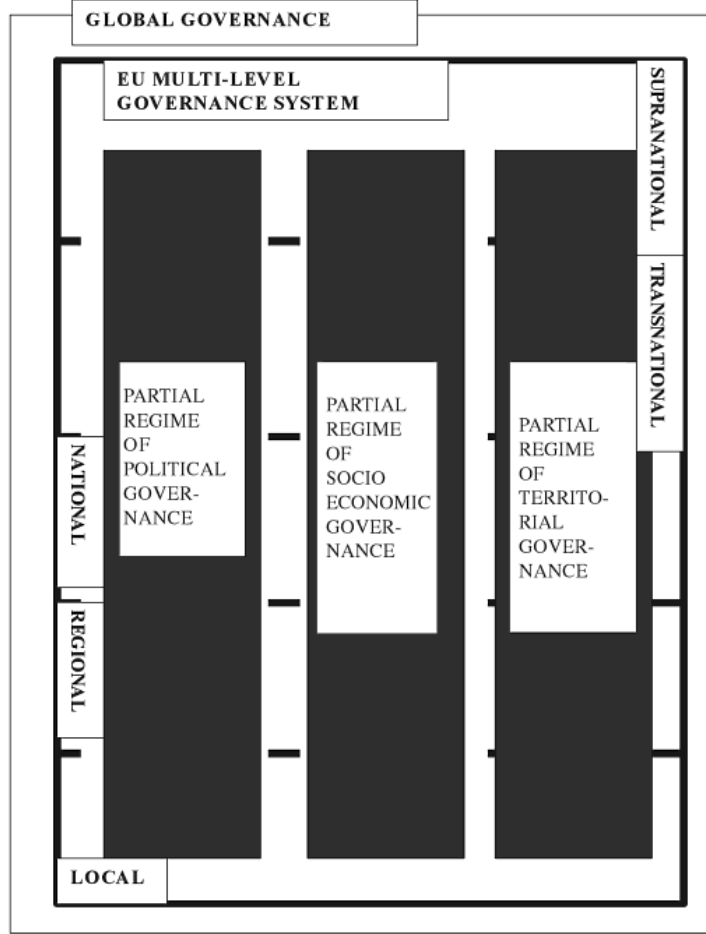 GLOBAL GOVERNANCE
EU MULTI-LEVEL
GOVERNANCE SYSTEM
SUPRANATIONAL
TRANSNATIONAL
PARTIAL
REGIME
OF
POLITICAL
GOVER-
NANCE
PARTIAL
REGIME
OF
SOCIO
ECONOMIC
GOVER-
NANCE
PARTIAL
REGIME
OF
TERRITO-
RIAL
GOVER-
NANCE
NATIONAL
REGIONAL
LOCAL